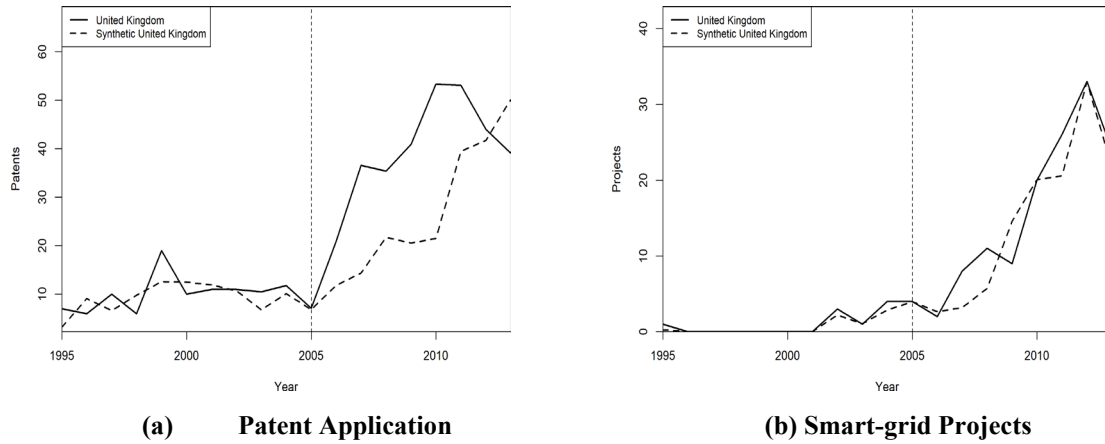 United Kingdom
Synthetic United Kingdom
Patents
60
50
40
30
20
10
1995
2000
2005
2010
Year
(a) Patent Application
United Kingdom
Synthetic United Kingdom
Projects
40
30
20
10
0
1995
2000
2005
2010
Year
(b) Smart-grid Projects